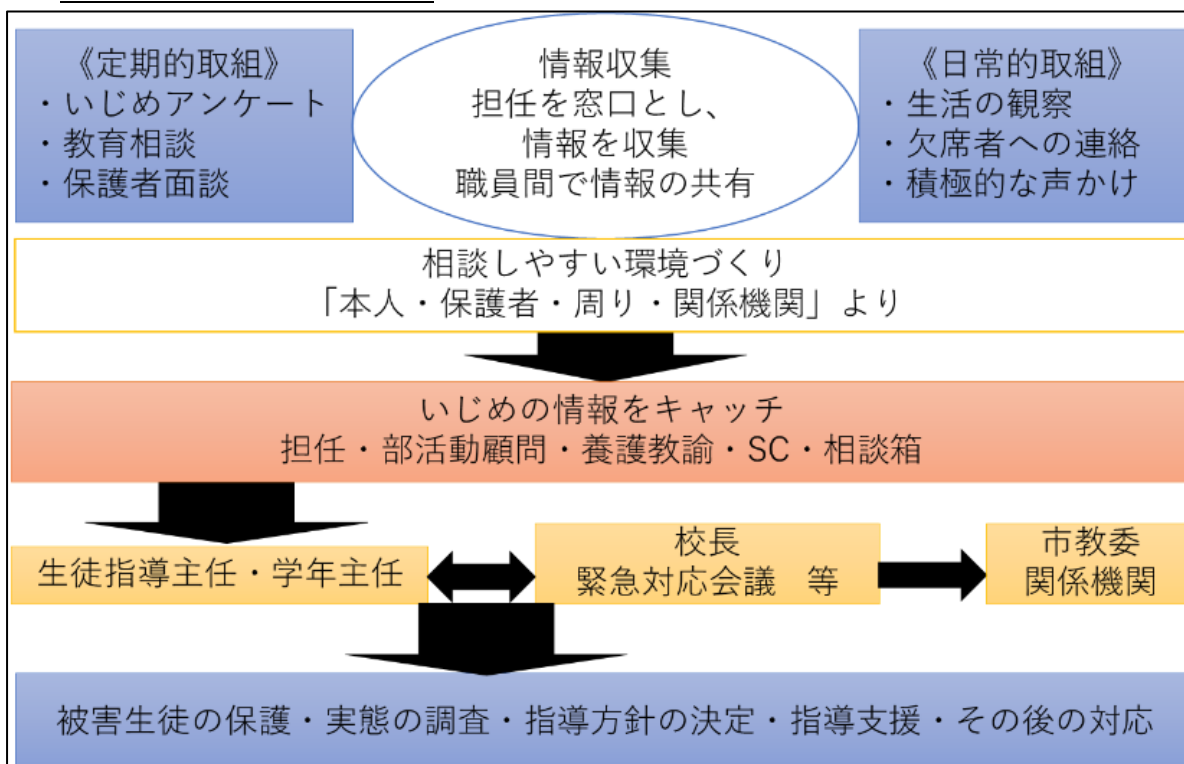 《定期的取組》
・いじめアンケート
・教育相談
・保護者面談
情報収集
担任を窓口とし、
情報を収集
職員間で情報の共有
《日常的取組》
・生活の観察
・欠席者への連絡
・積極的な声かけ
相談しやすい環境づくり
「本人・保護者・周り・関係機関」より
いじめの情報をキャッチ
担任・部活動顧問・養護教諭・SC・相談箱
生徒指導主任・学年主任
校長
緊急対応会議　等
市教委
関係機関
被害生徒の保護・実態の調査・指導方針の決定・指導支援・その後の対応